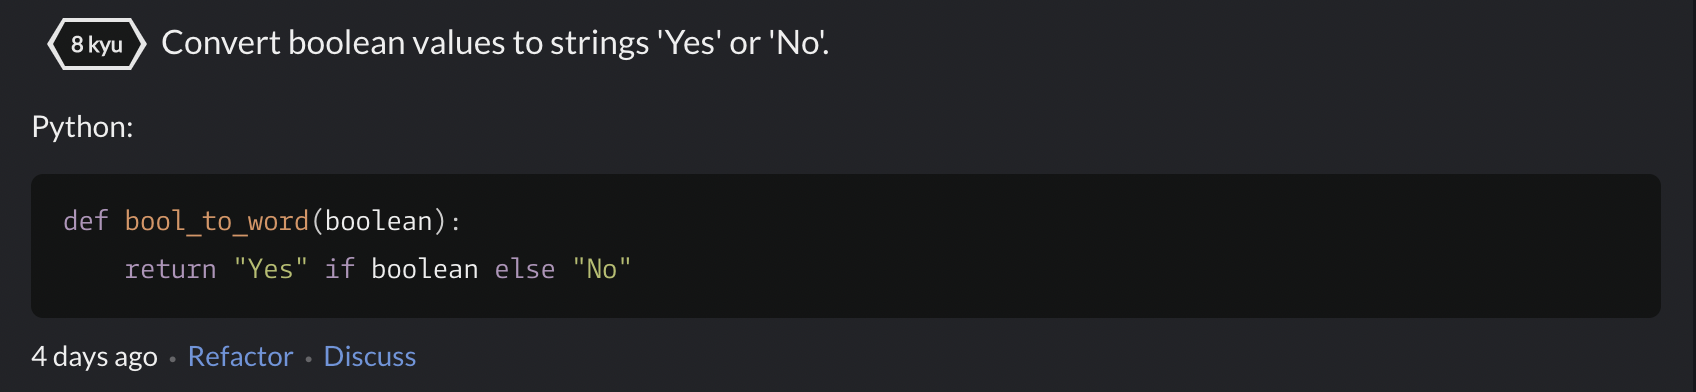 8 kyu Convert boolean values to strings 'Yes' or 'No'.
Python:
def bool_to_word(boolean):
    return "Yes" if boolean else "No"
4 days ago • Refactor • Discuss